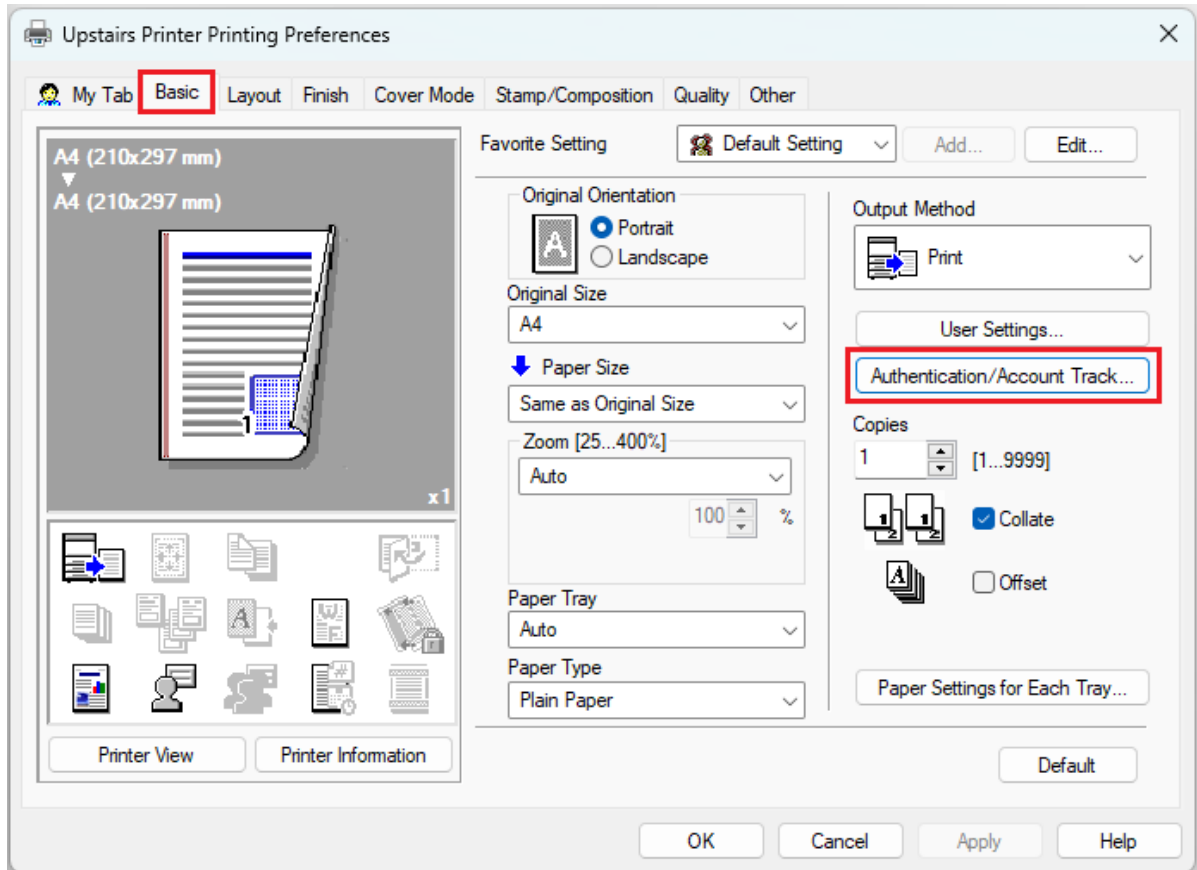 Upstairs Printer Printing Preferences
My Tab
Basic
Layout
Finish
Cover Mode
Stamp/Composition
Quality
Other
A4 (210x297 mm)
A4 (210x297 mm)
1
x1
Printer View
Printer Information
Favorite Setting
Default Setting
Add...
Edit...
Original Orientation
A
Portrait
Landscape
Original Size
A4
Paper Size
Same as Original Size
Zoom [25...400%]
Auto
100
%
Paper Tray
Auto
Paper Type
Plain Paper
Output Method
Print
User Settings...
Authentication/Account Track...
Copies
1
[1...9999]
Collate
Offset
Paper Settings for Each Tray...
Default
OK
Cancel
Apply
Help